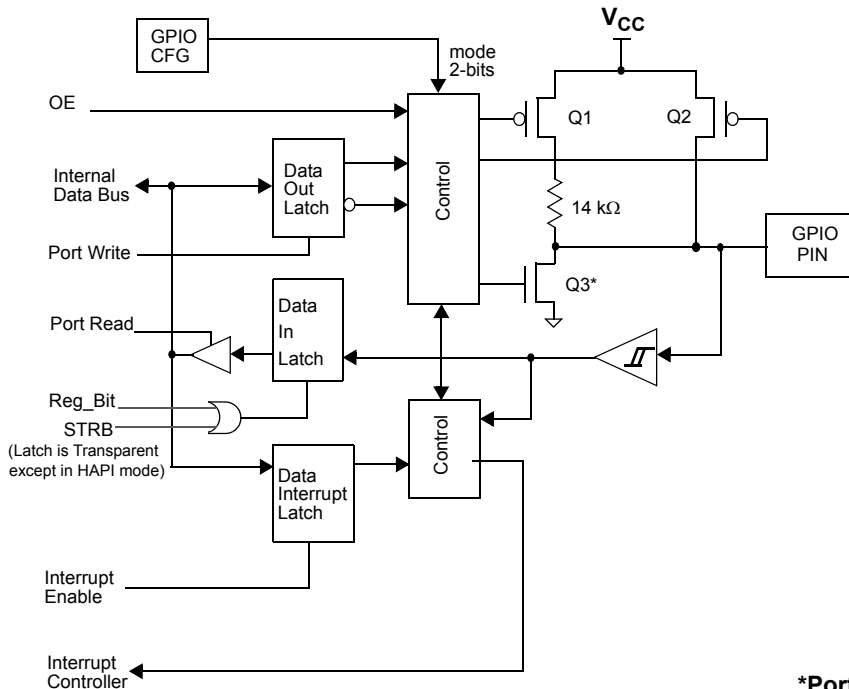 GPIO
CFG
mode
2-bits
VCC
OE
Q1
Q2
Internal
Data Bus
Data
Out
Latch
Control
14 kΩ
GPIO
PIN
Port Write
Q3*
Data
In
Latch
Port Read
Reg_Bit
STRB
(Latch is Transparent
except in HAPI mode)
Control
Data
Interrupt
Latch
Interrupt
Enable
Interrupt
Controller
*Port